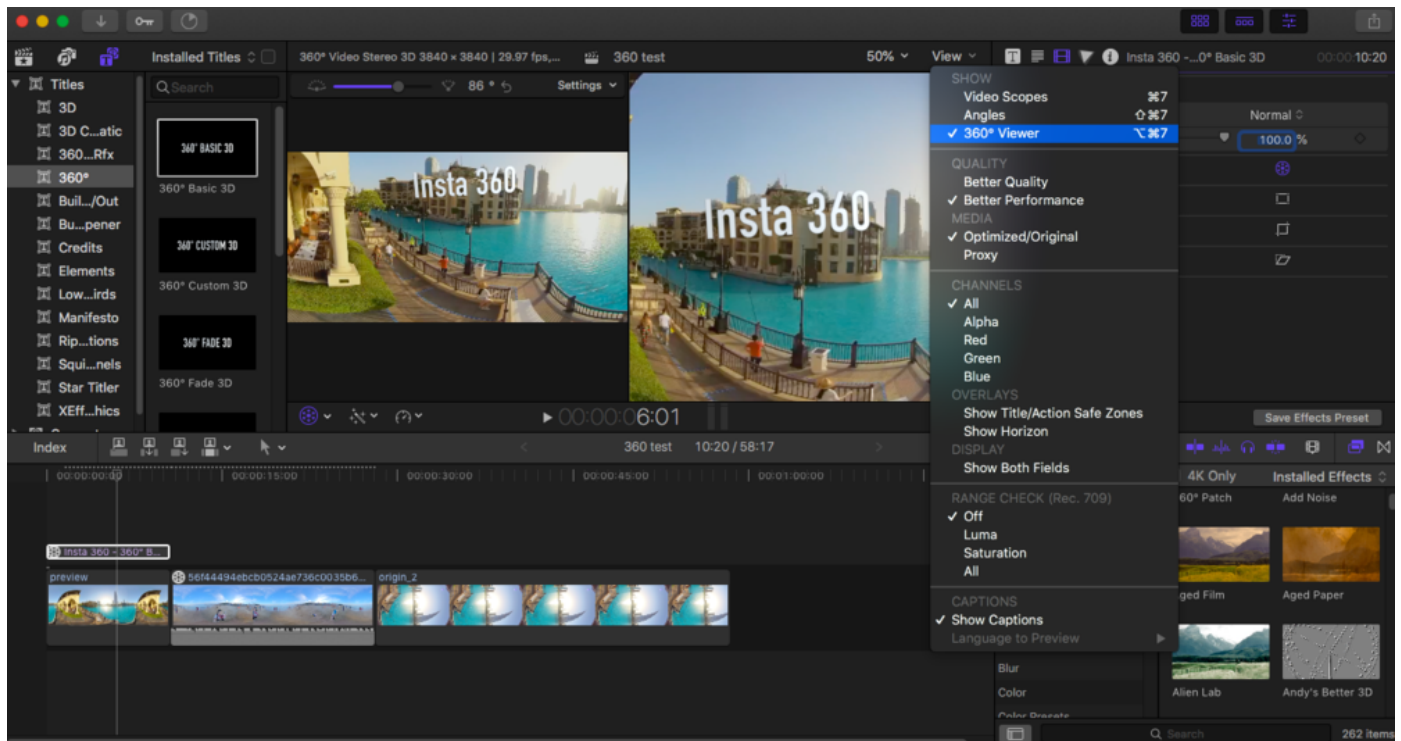 Installed Titles
360° Video Stereo 3D 3840 × 3840 | 29.97 fps,...
360 test
50%
View
Insta 360 -...0° Basic 3D
00:00:10:20
Titles
3D
3D C...atic
360...Rfx
360°
Buil.../Out
Bu...pener
Credits
Elements
Low...irds
Manifesto
Rip...tions
Squi...nels
Star Titler
XEff...hics
Search
360° BASIC 3D
360° Basic 3D
360° CUSTOM 3D
360° Custom 3D
360° FADE 3D
360° Fade 3D
86 °
Settings
Insta 360
Insta 360
00:00:06:01
SHOW
Video Scopes ⌘7
Angles ⇧⌘7
✓ 360° Viewer ⌥⌘7
QUALITY
Better Quality
✓ Better Performance
MEDIA
✓ Optimized/Original
Proxy
CHANNELS
✓ All
Alpha
Red
Green
Blue
OVERLAYS
Show Title/Action Safe Zones
Show Horizon
DISPLAY
Show Both Fields
RANGE CHECK (Rec. 709)
✓ Off
Luma
Saturation
All
CAPTIONS
✓ Show Captions
Language to Preview
Normal
100.0 %
Save Effects Preset
Index
360 test
10:20 / 58:17
00:00:00:00
00:00:15:00
00:00:30:00
00:00:45:00
00:01:00:00
Insta 360 - 360° B...
preview
56f44494ebcb0524ae736c0035b6...
origin_2
4K Only
Installed Effects
60° Patch
Add Noise
ged Film
Aged Paper
Alien Lab
Andy's Better 3D
Blur
Color
Color Presets
Search
262 items